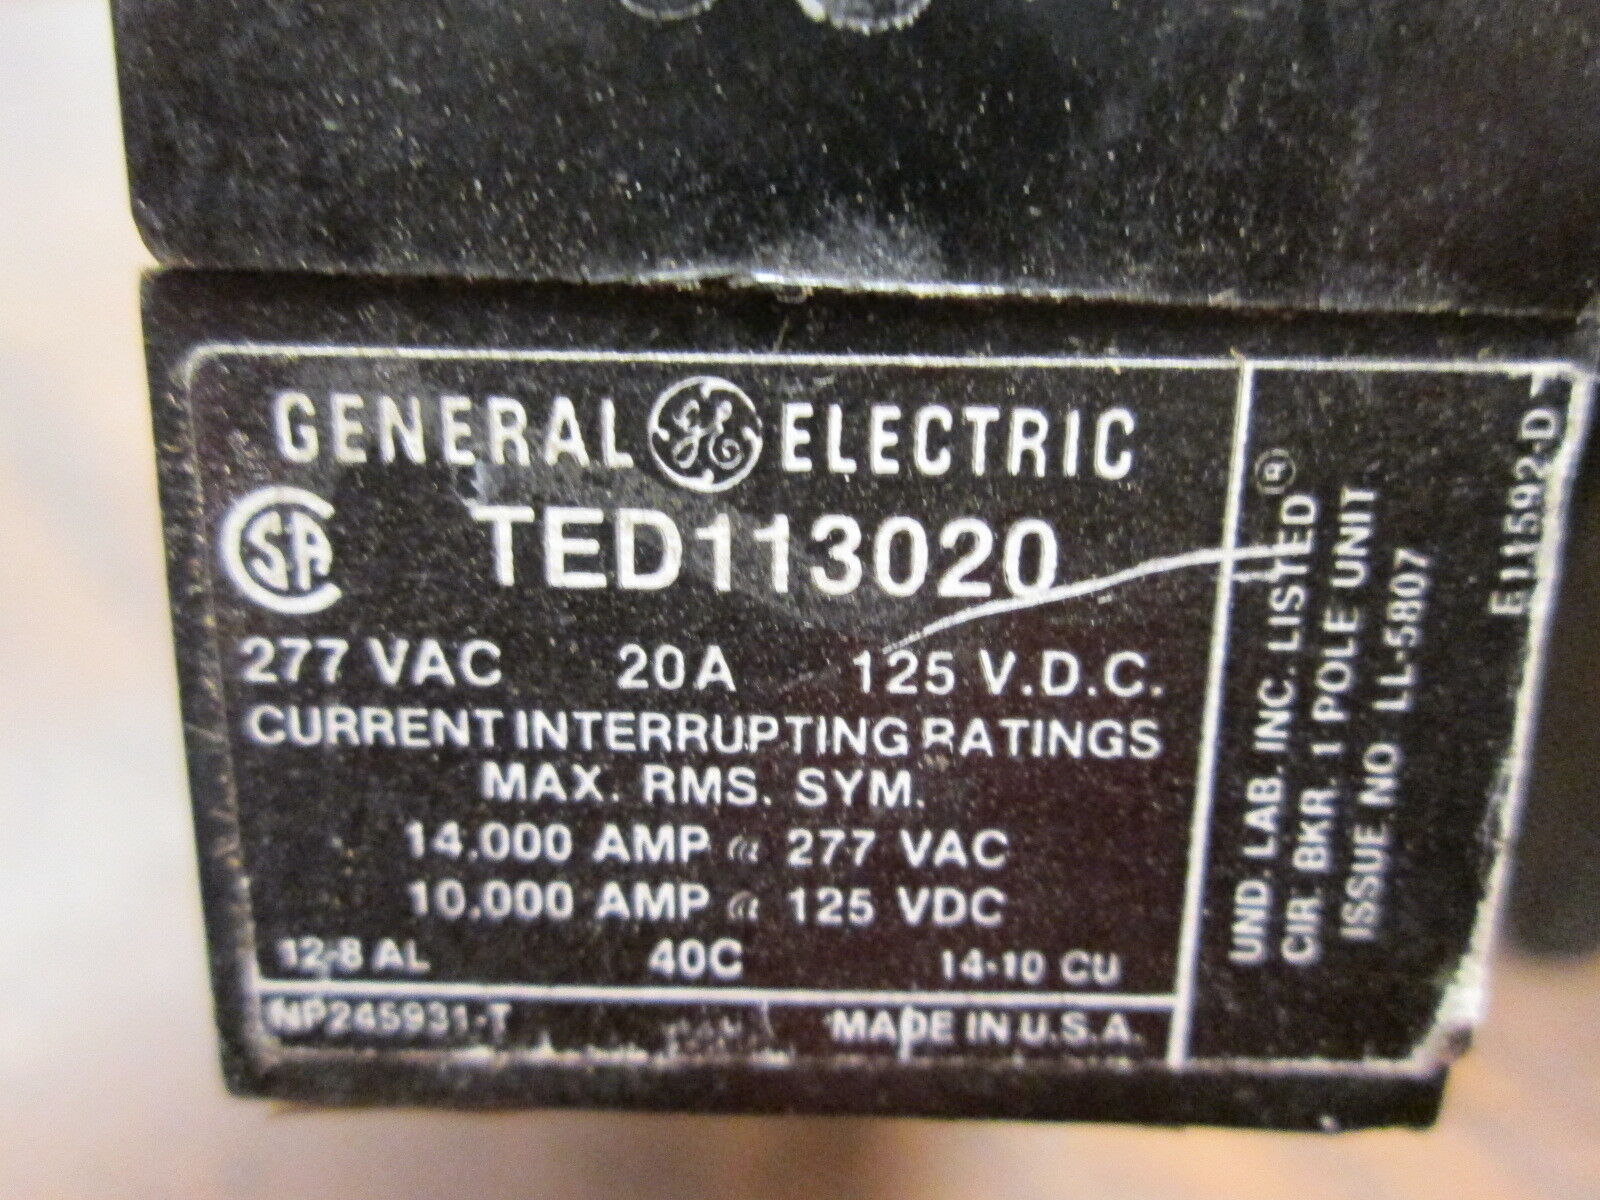 GENERAL GE ELECTRIC
CSA
TED113020
277 VAC 20A 125 V.D.C.
CURRENT INTERRUPTING RATINGS
MAX. RMS. SYM.
14.000 AMP @ 277 VAC
10.000 AMP @ 125 VDC
12-8 AL 40C 14-10 CU
NP245931-T MADE IN U.S.A.
UND. LAB. INC. LISTED®
CIR. BKR. 1 POLE UNIT
ISSUE NO LL-5807
E11592-D